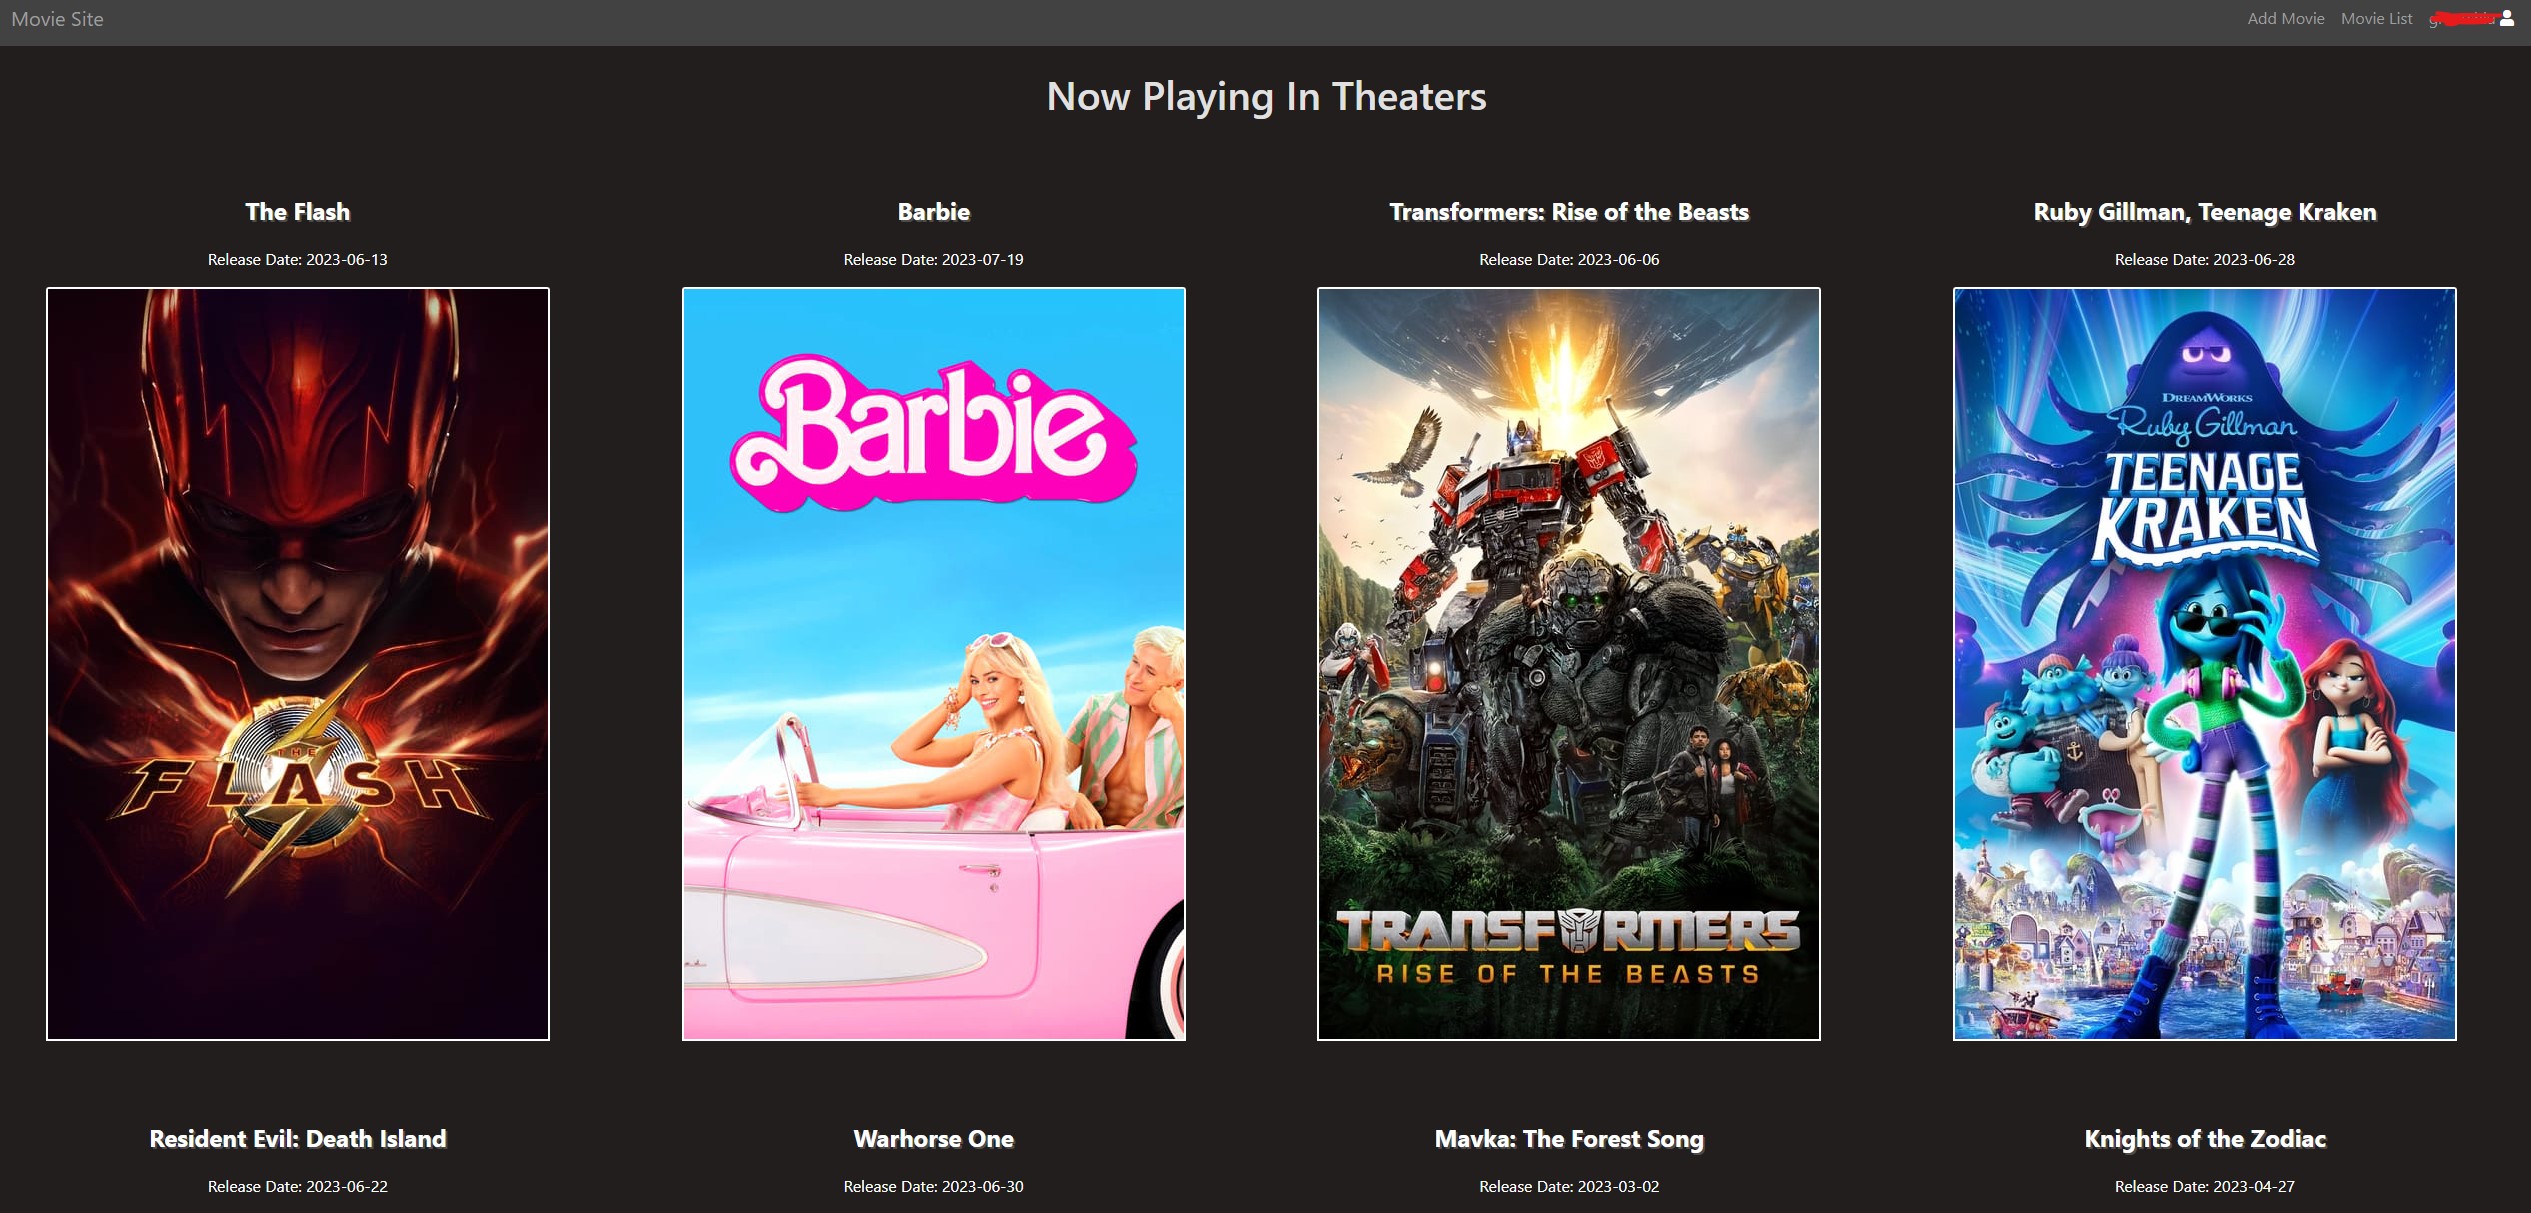 Movie Site
Add Movie
Movie List
Now Playing In Theaters
The Flash
Release Date: 2023-06-13
THE
FLASH
Barbie
Release Date: 2023-07-19
Barbie
Transformers: Rise of the Beasts
Release Date: 2023-06-06
TRANSFORMERS
RISE OF THE BEASTS
Ruby Gillman, Teenage Kraken
Release Date: 2023-06-28
DREAMWORKS
Ruby Gillman
TEENAGE
KRAKEN
Resident Evil: Death Island
Release Date: 2023-06-22
Warhorse One
Release Date: 2023-06-30
Mavka: The Forest Song
Release Date: 2023-03-02
Knights of the Zodiac
Release Date: 2023-04-27